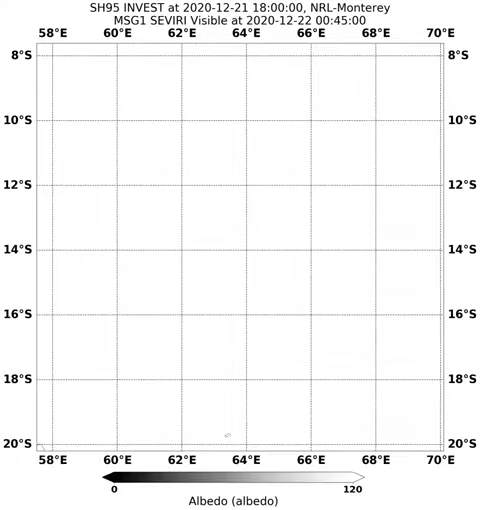 SH95 INVEST at 2020-12-21 18:00:00, NRL-Monterey
MSG1 SEVIRI Visible at 2020-12-22 00:45:00
58°E 60°E 62°E 64°E 66°E 68°E 70°E
8°S 8°S
10°S 10°S
12°S 12°S
14°S 14°S
16°S 16°S
18°S 18°S
20°S 20°S
58°E 60°E 62°E 64°E 66°E 68°E 70°E
0 120
Albedo (albedo)